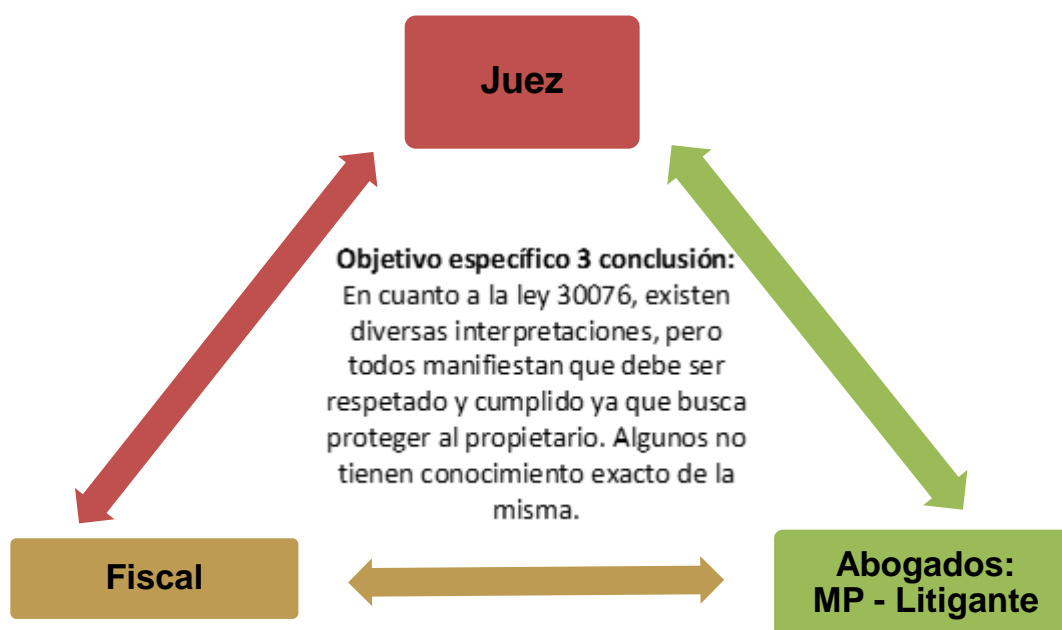 Juez
Objetivo específico 3 conclusión:
En cuanto a la ley 30076, existen
diversas interpretaciones, pero
todos manifiestan que debe ser
respetado y cumplido ya que busca
proteger al propietario. Algunos no
tienen conocimiento exacto de la
misma.
Fiscal
Abogados:
MP - Litigante